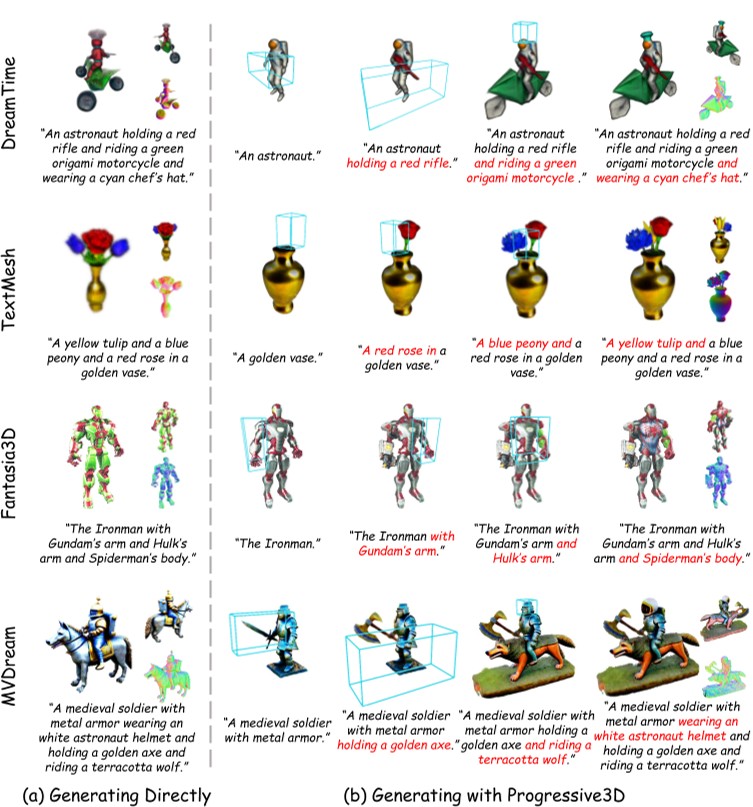 DreamTime
"An astronaut holding a red
rifle and riding a green
origami motorcycle and
wearing a cyan chef's hat."
"An astronaut."
"An astronaut
holding a red rifle."
"An astronaut
holding a red rifle
and riding a green
origami motorcycle ."
"An astronaut holding a red
rifle and riding a green
origami motorcycle and
wearing a cyan chef's hat."
TextMesh
"A yellow tulip and a blue
peony and a red rose in a
golden vase."
"A golden vase."
"A red rose in a
golden vase."
"A blue peony and a
red rose in a golden
vase."
"A yellow tulip and a blue
peony and a red rose in a
golden vase."
Fantasia3D
"The Ironman with
Gundam's arm and Hulk's
arm and Spiderman's body."
"The Ironman."
"The Ironman with
Gundam's arm."
"The Ironman with
Gundam's arm and
Hulk's arm."
"The Ironman with
Gundam's arm and Hulk's
arm and Spiderman's body."
MVDream
"A medieval soldier with
metal armor wearing an
white astronaut helmet and
holding a golden axe and
riding a terracotta wolf."
"A medieval soldier
with metal armor."
"A medieval soldier
with metal armor
holding a golden axe."
"A medieval soldier with
metal armor holding a
golden axe and riding a
terracotta wolf."
"A medieval soldier with
metal armor wearing an
white astronaut helmet and
holding a golden axe and
riding a terracotta wolf."
(a) Generating Directly
(b) Generating with Progressive3D